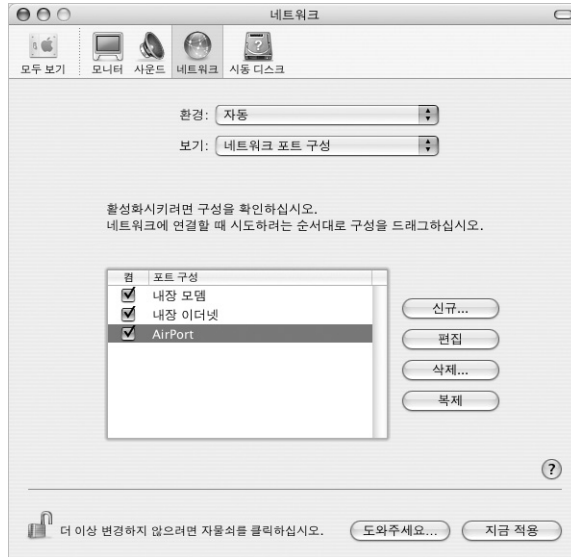 네트워크
모두 보기 모니터 사운드 네트워크 시동 디스크
환경: 자동
보기: 네트워크 포트 구성
활성화시키려면 구성을 확인하십시오.
네트워크에 연결할 때 시도하려는 순서대로 구성을 드래그하십시오.
켬 포트 구성
내장 모뎀
내장 이더넷
AirPort
신규...
편집
삭제...
복제
?
더 이상 변경하지 않으려면 자물쇠를 클릭하십시오. 도와주세요... 지금 적용